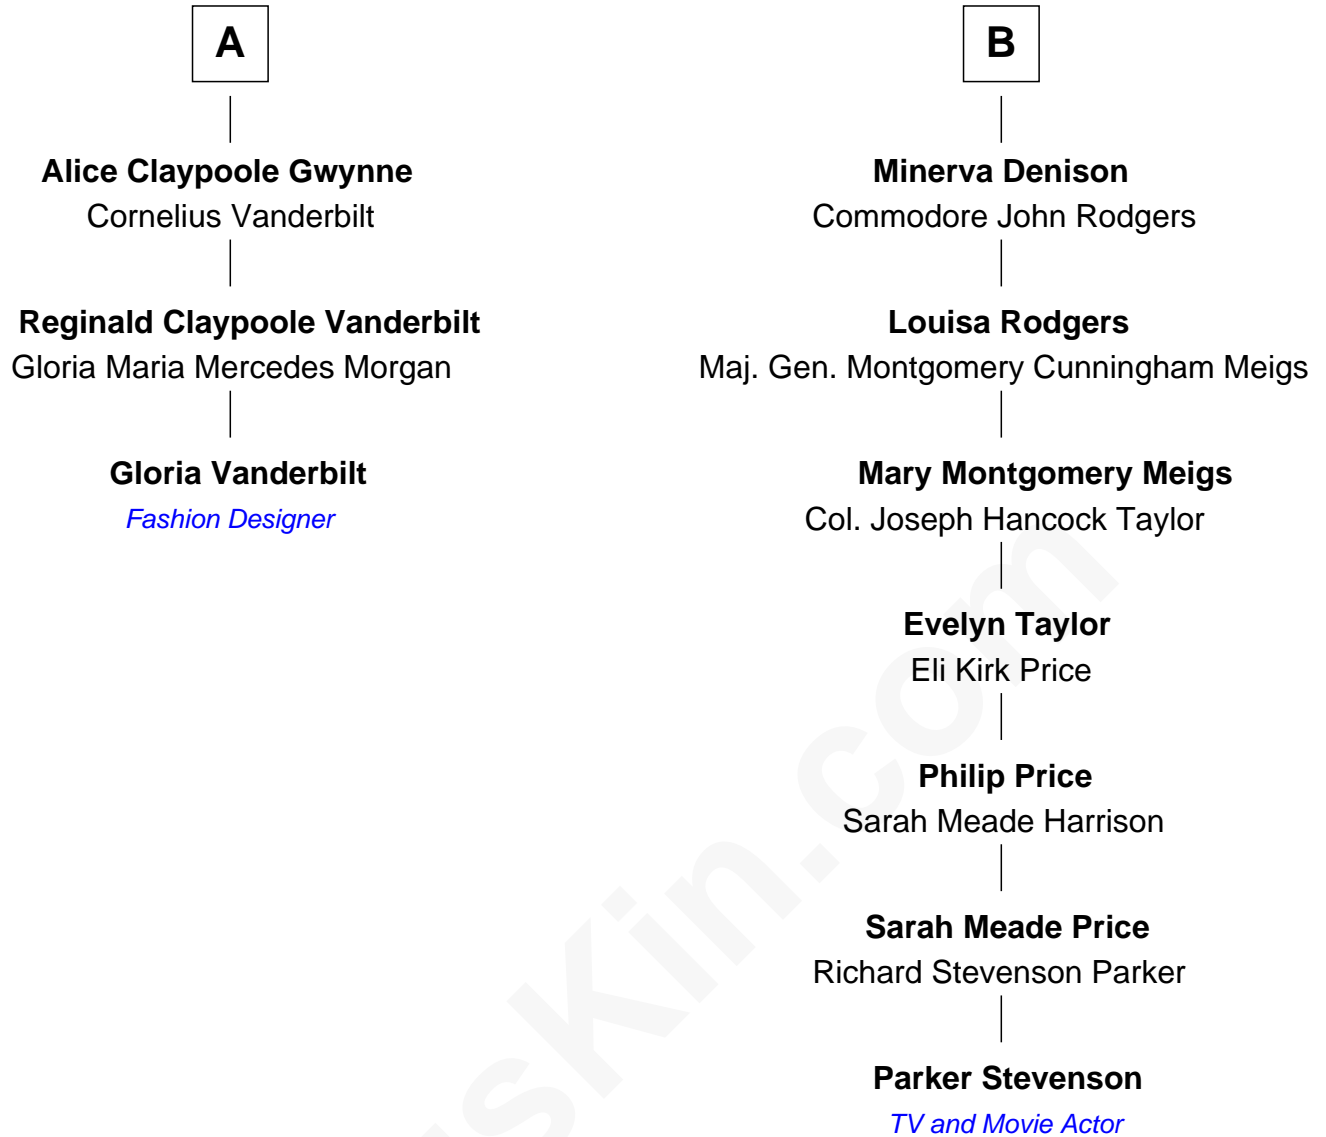 A
Alice Claypoole Gwynne
Cornelius Vanderbilt
Reginald Claypoole Vanderbilt
Gloria Maria Mercedes Morgan
Gloria Vanderbilt
Fashion Designer
B
Minerva Denison
Commodore John Rodgers
Louisa Rodgers
Maj. Gen. Montgomery Cunningham Meigs
Mary Montgomery Meigs
Col. Joseph Hancock Taylor
Evelyn Taylor
Eli Kirk Price
Philip Price
Sarah Meade Harrison
Sarah Meade Price
Richard Stevenson Parker
Parker Stevenson
TV and Movie Actor
sKin.com